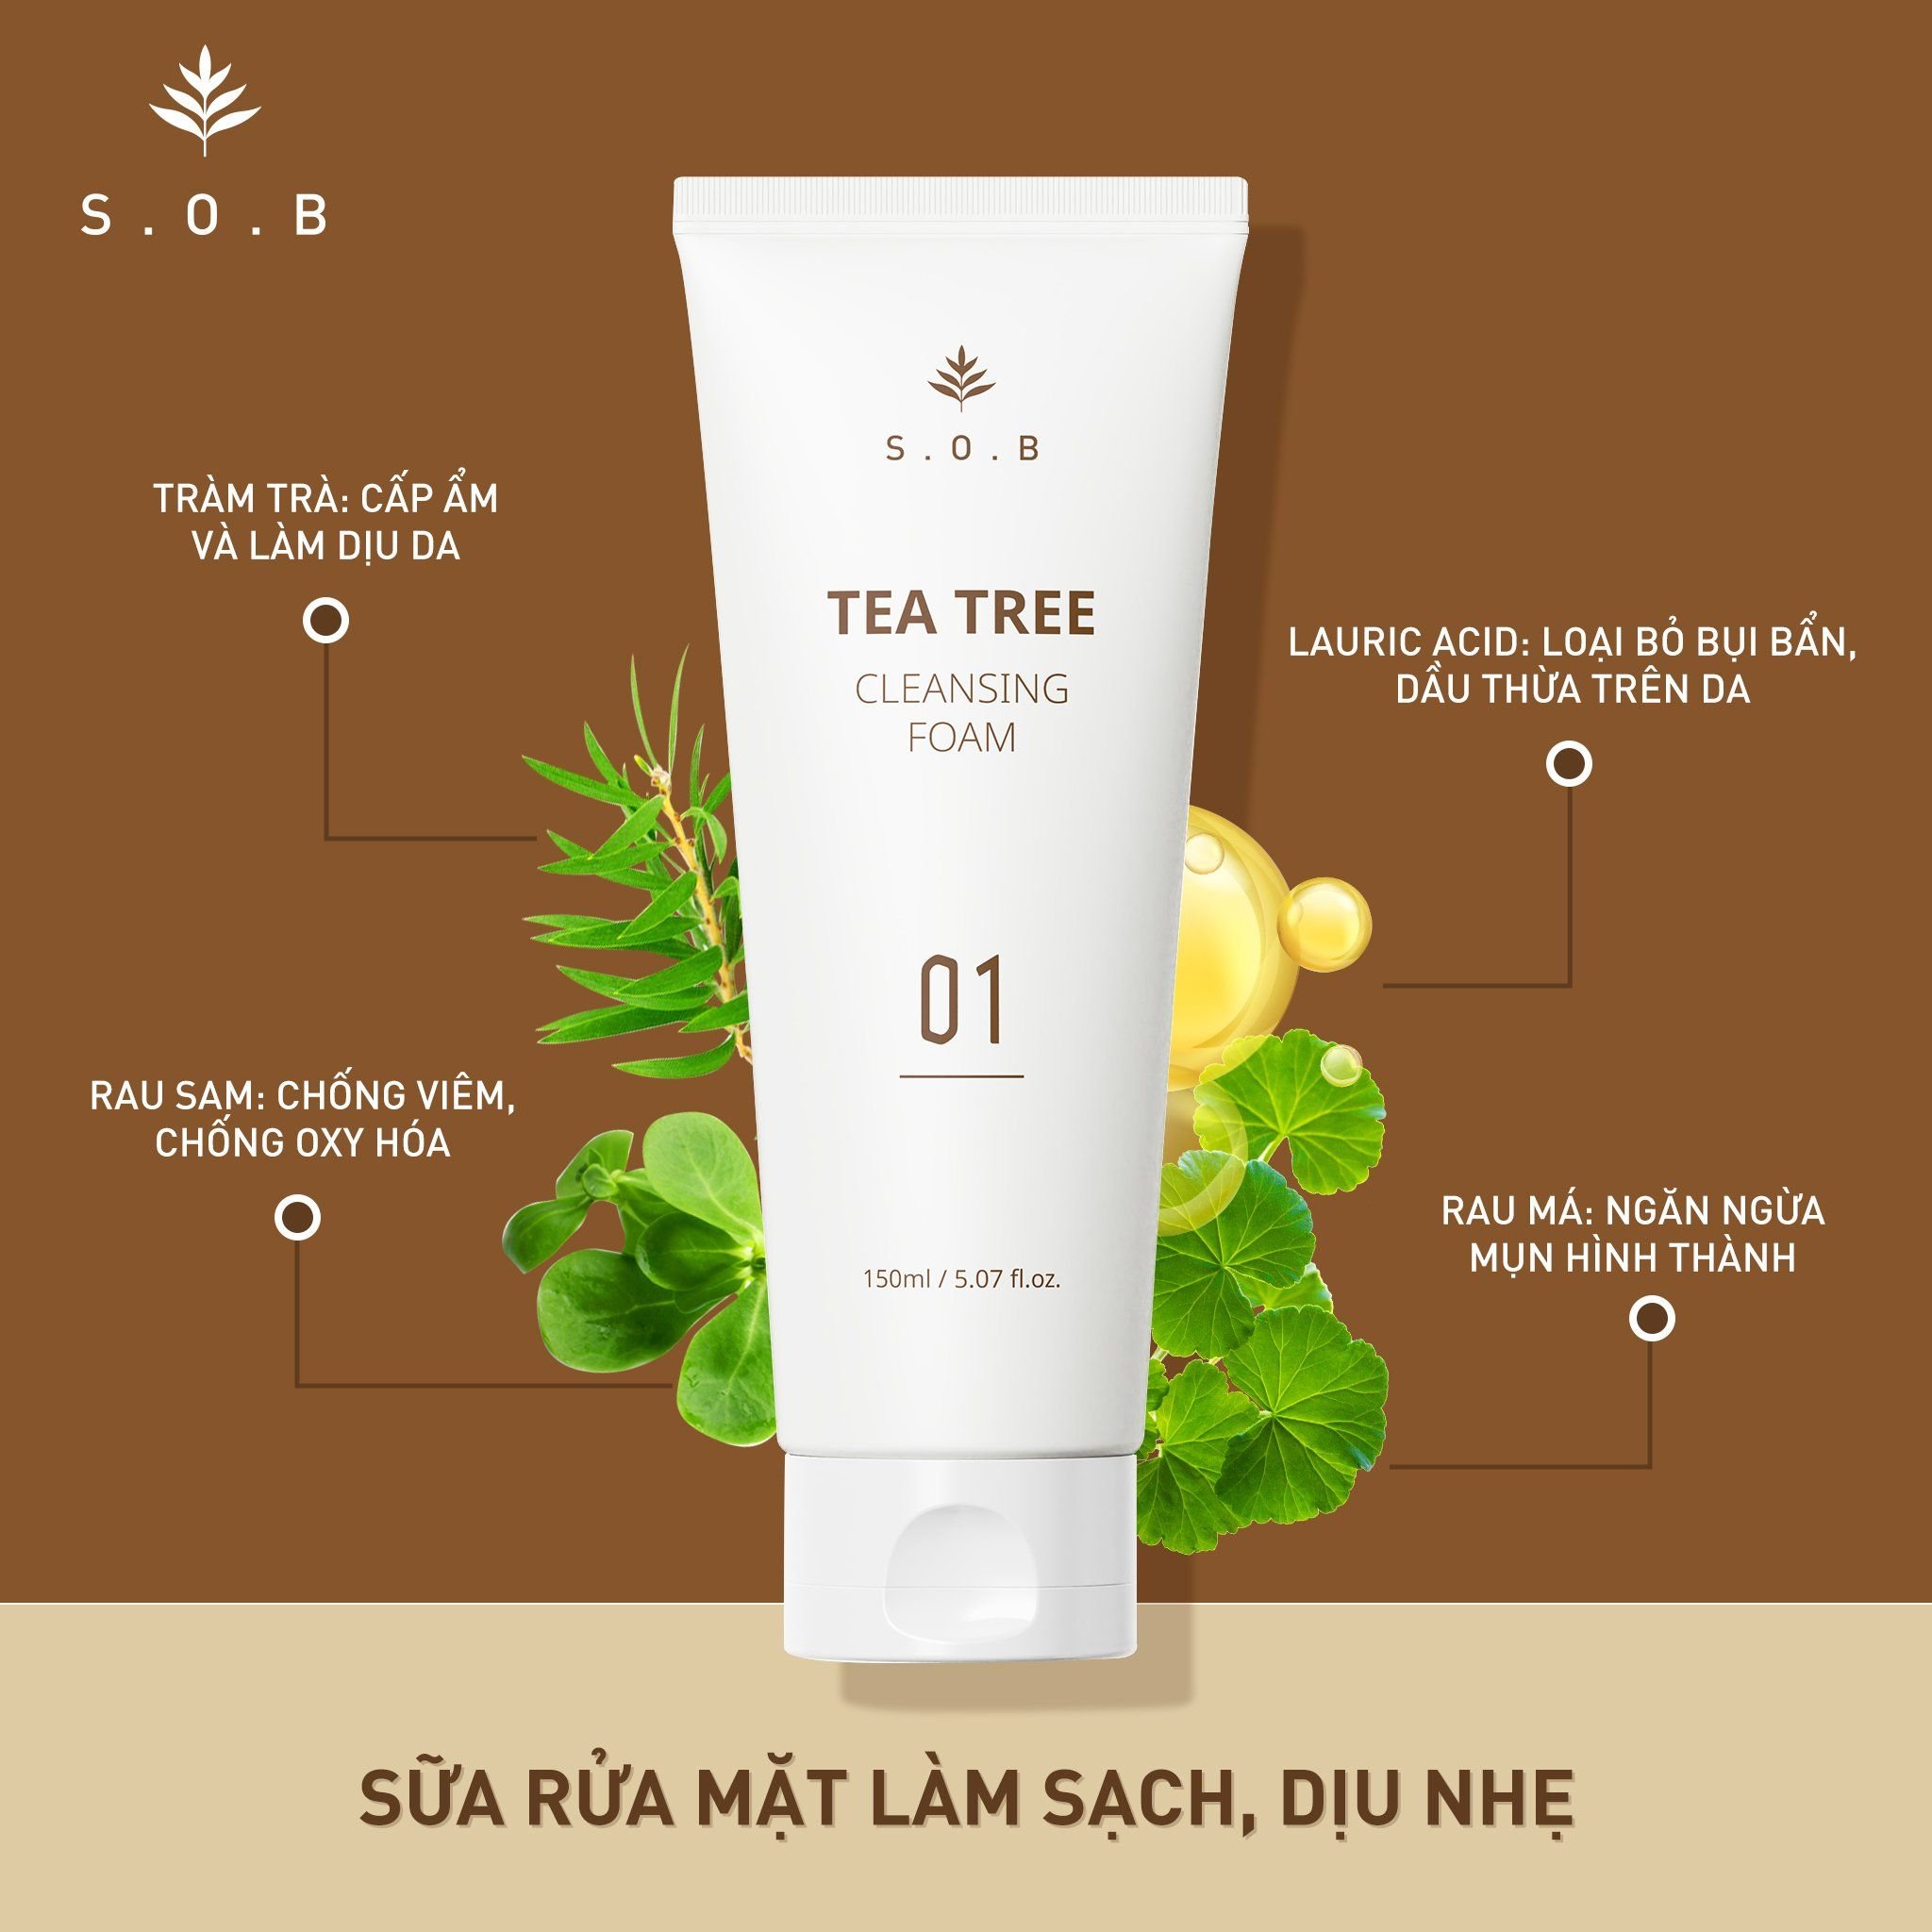 S . O . B
S . O . B
TEA TREE
CLEANSING
FOAM
01
150ml / 5.07 fl.oz.
TRÀM TRÀ: CẤP ẨM
VÀ LÀM DỊU DA
LAURIC ACID: LOẠI BỎ BỤI BẨN,
DẦU THỪA TRÊN DA
RAU SAM: CHỐNG VIÊM,
CHỐNG OXY HÓA
RAU MÁ: NGĂN NGỪA
MỤN HÌNH THÀNH
SỮA RỬA MẶT LÀM SẠCH, DỊU NHẸ